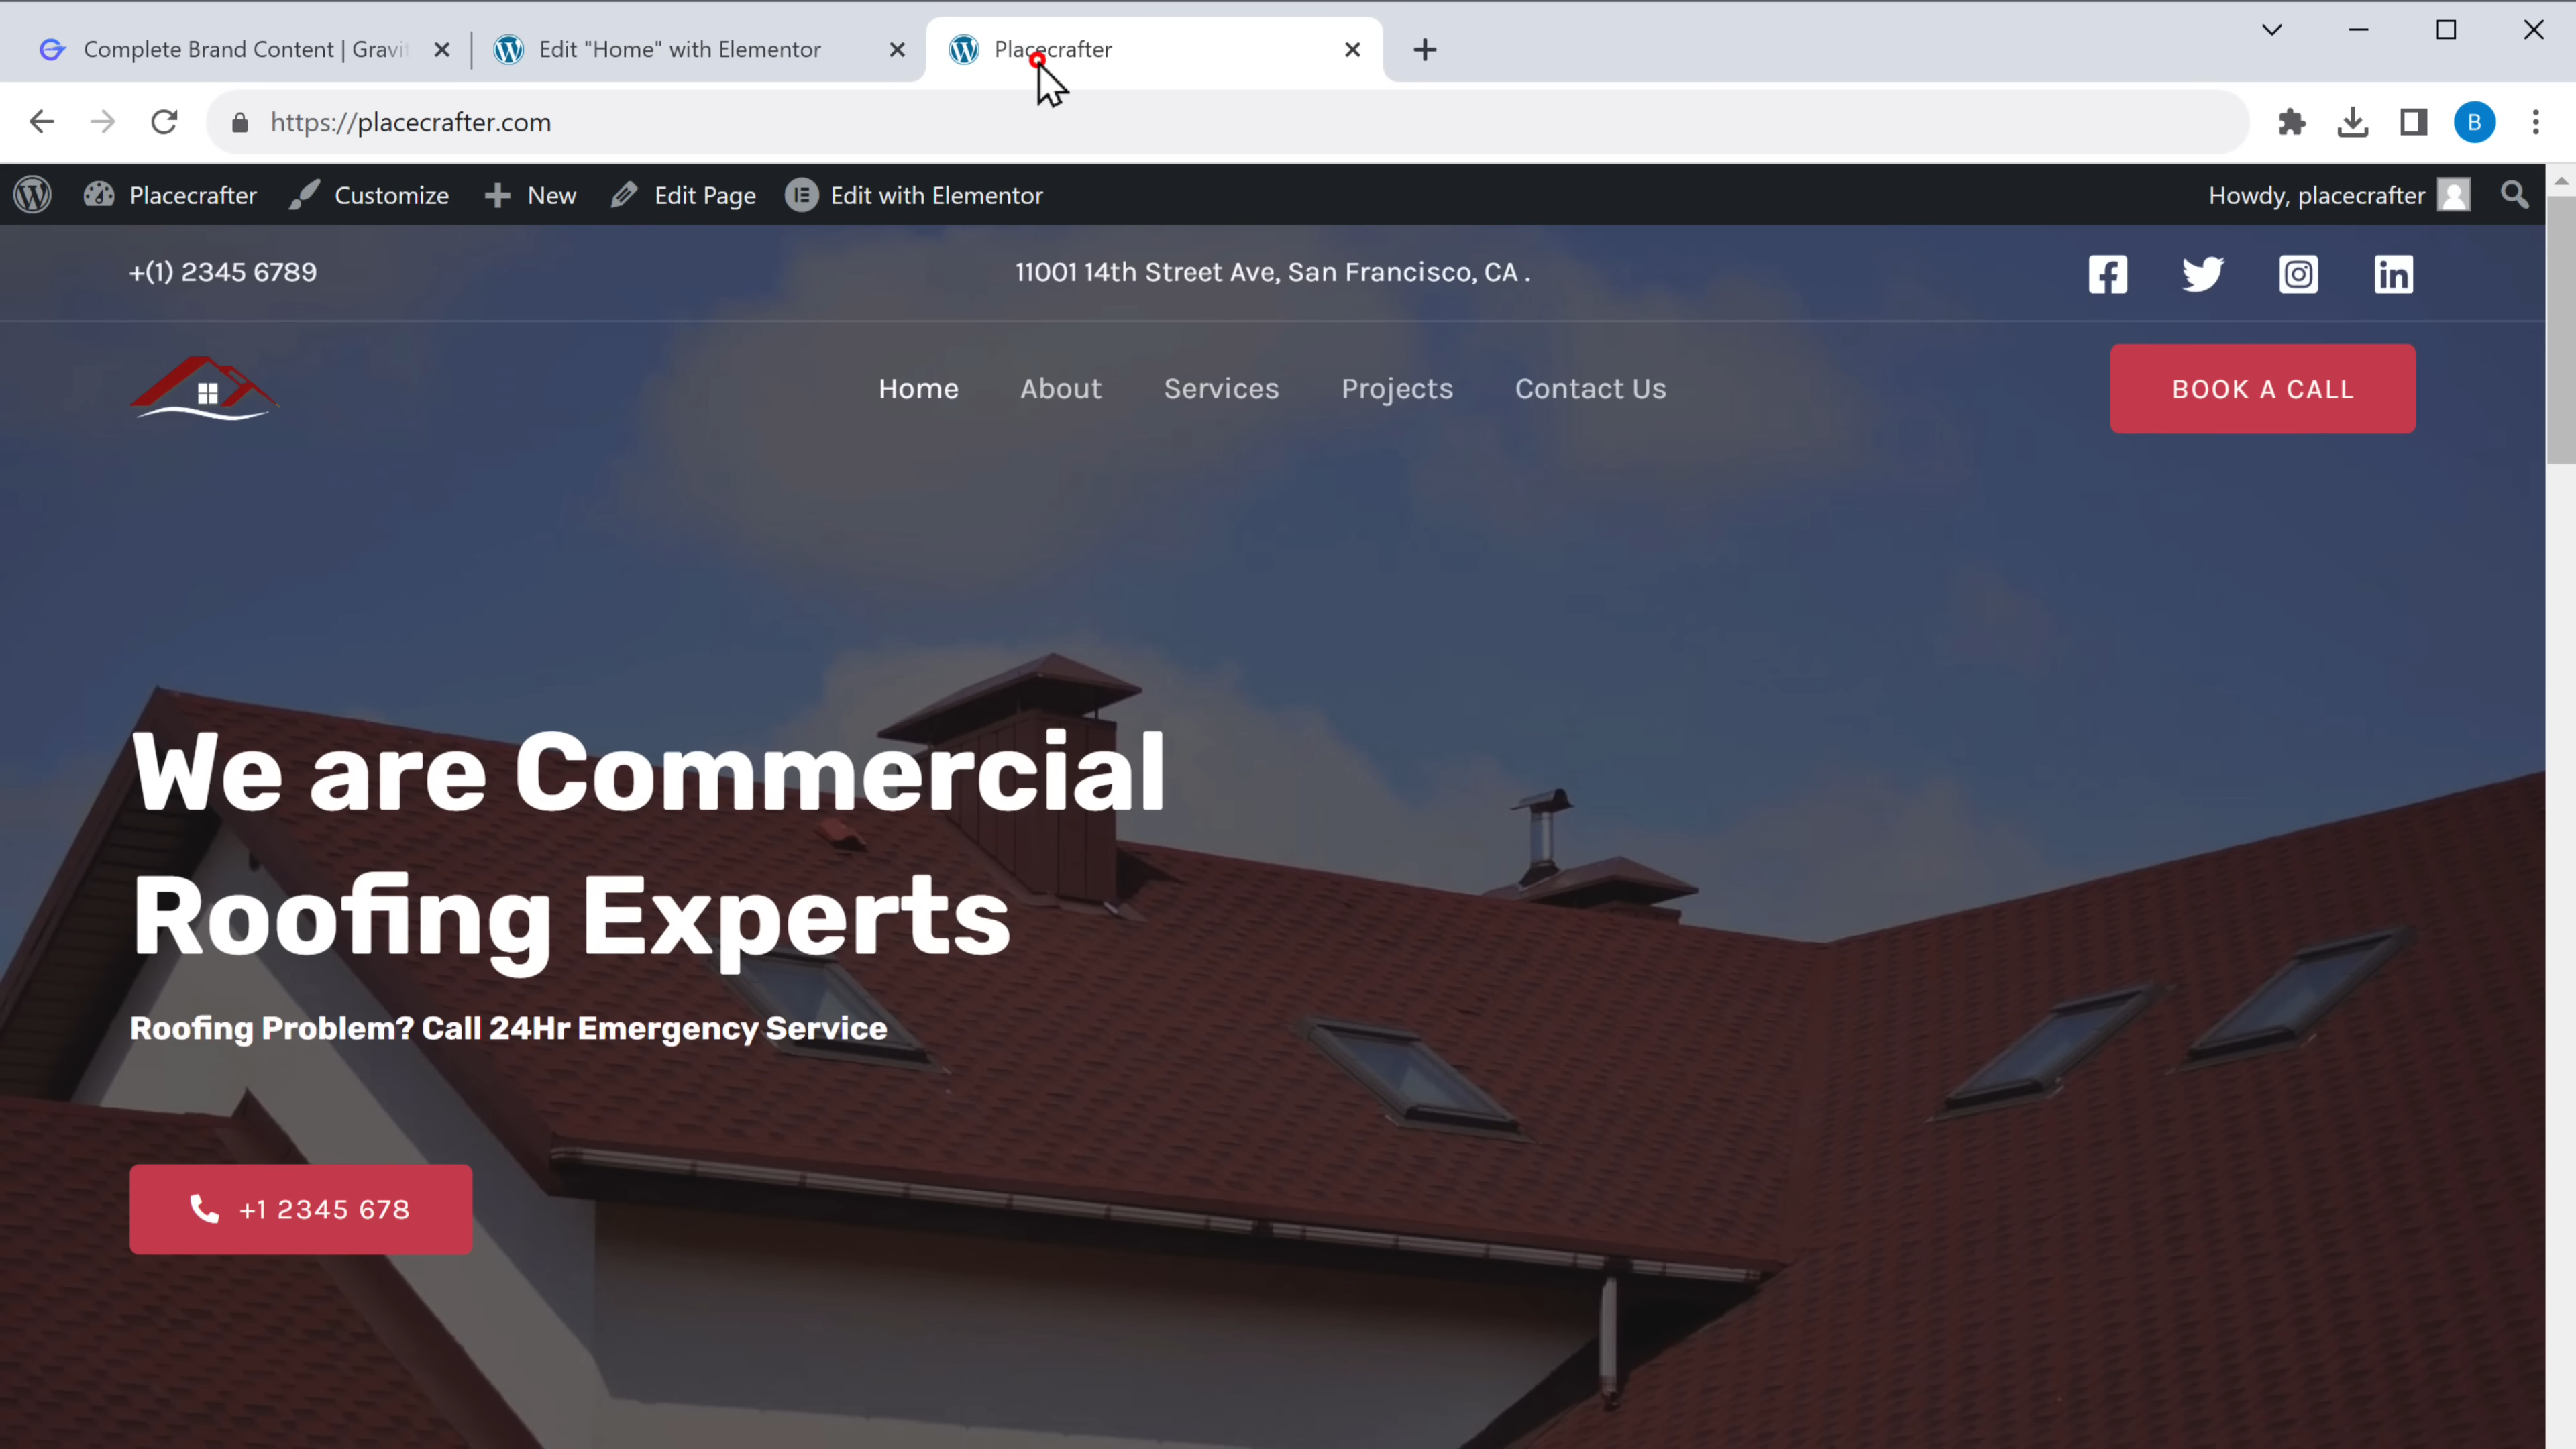 Complete Brand Content | Gravit
Edit "Home" with Elementor
Placecrafter
https://placecrafter.com
B
Placecrafter
Customize
New
Edit Page
Edit with Elementor
Howdy, placecrafter
+(1) 2345 6789
11001 14th Street Ave, San Francisco, CA .
Home
About
Services
Projects
Contact Us
BOOK A CALL
We are Commercial
Roofing Experts
Roofing Problem? Call 24Hr Emergency Service
+1 2345 678